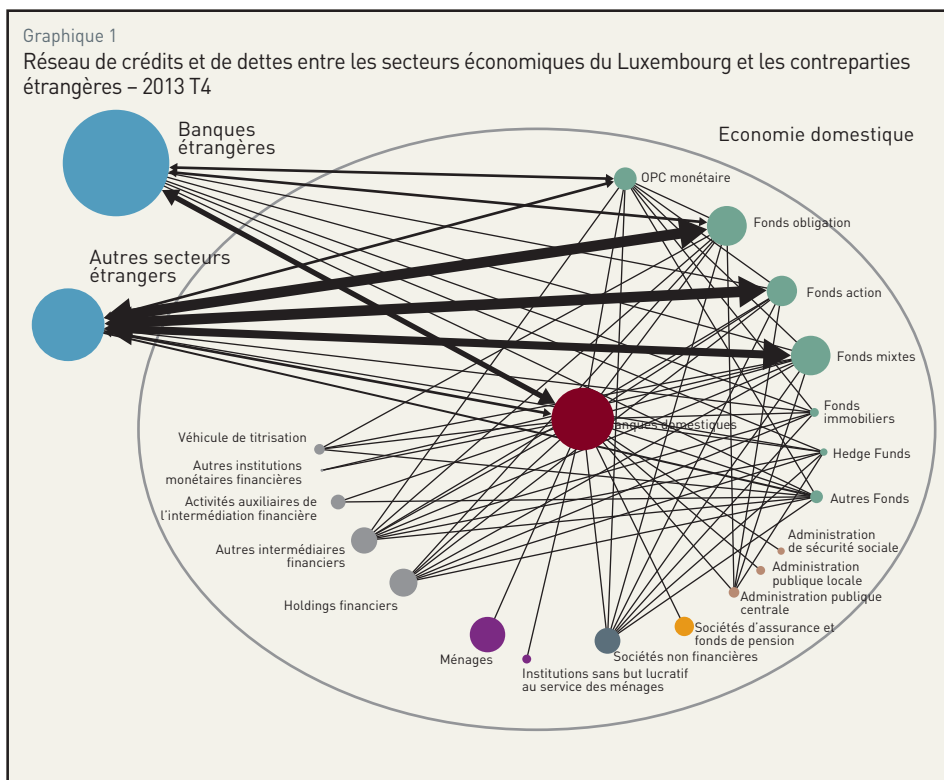 Graphique 1
Réseau de crédits et de dettes entre les secteurs économiques du Luxembourg et les contreparties
étrangères – 2013 T4
Banques
étrangères
Economie domestique
OPC monétaire
Fonds obligation
Autres secteurs
étrangers
Fonds action
Fonds mixtes
Fonds
immobiliers
anques domestiques
Véhicule de titrisation
Hedge Funds
Autres institutions
monétaires financières
Autres Fonds
Activités auxiliaires de
l'intermédiation financière
Administration
de sécurité sociale
Autres intermédiaires
financiers
Administration
publique locale
Administration publique
centrale
Holdings financiers
Sociétés d'assurance et
fonds de pension
Ménages
Sociétés non financières
Institutions sans but lucratif
au service des ménages